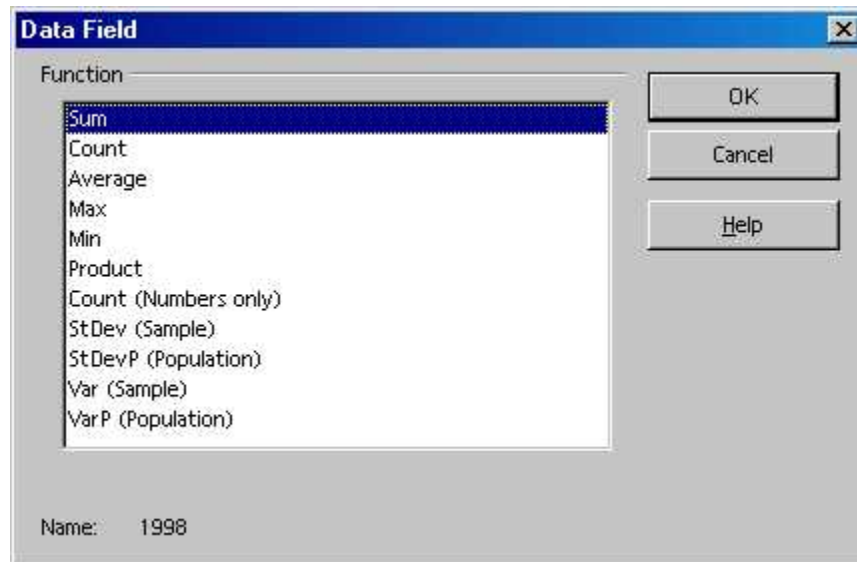 Data Field
Function
Sum
Count
Average
Max
Min
Product
Count (Numbers only)
StDev (Sample)
StDevP (Population)
Var (Sample)
VarP (Population)
OK
Cancel
Help
Name: 1998